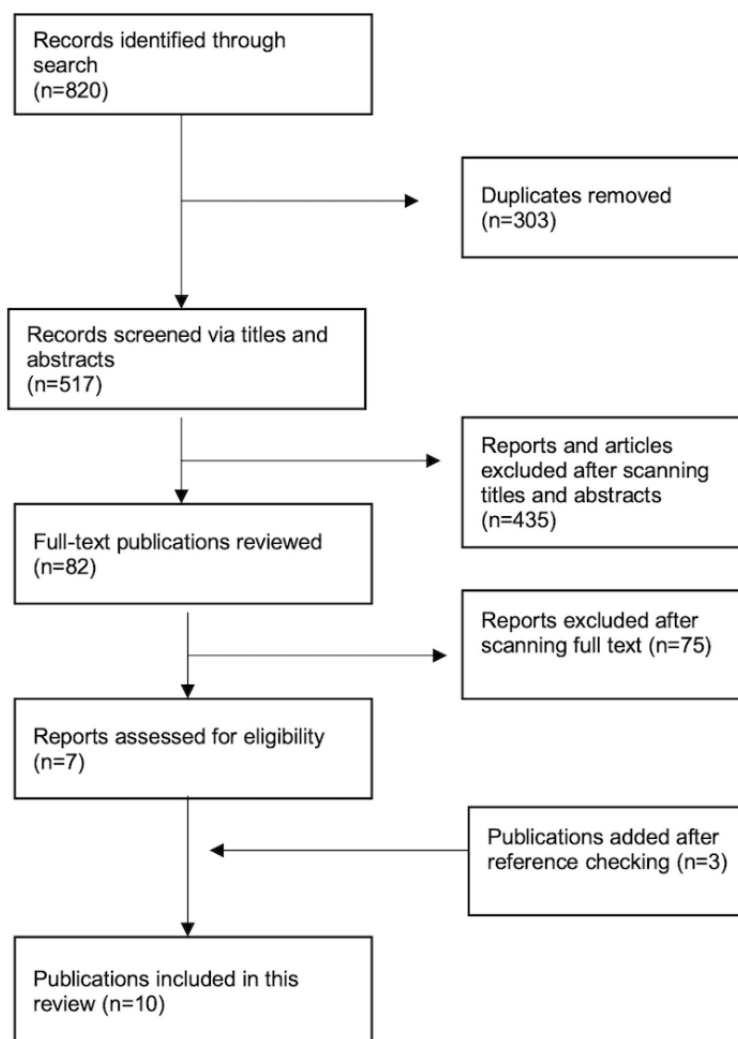 Records identified through
search
(n=820)
Duplicates removed
(n=303)
Records screened via titles and
abstracts
(n=517)
Reports and articles
excluded after scanning
titles and abstracts
(n=435)
Full-text publications reviewed
(n=82)
Reports excluded after
scanning full text (n=75)
Reports assessed for eligibility
(n=7)
Publications added after
reference checking (n=3)
Publications included in this
review (n=10)